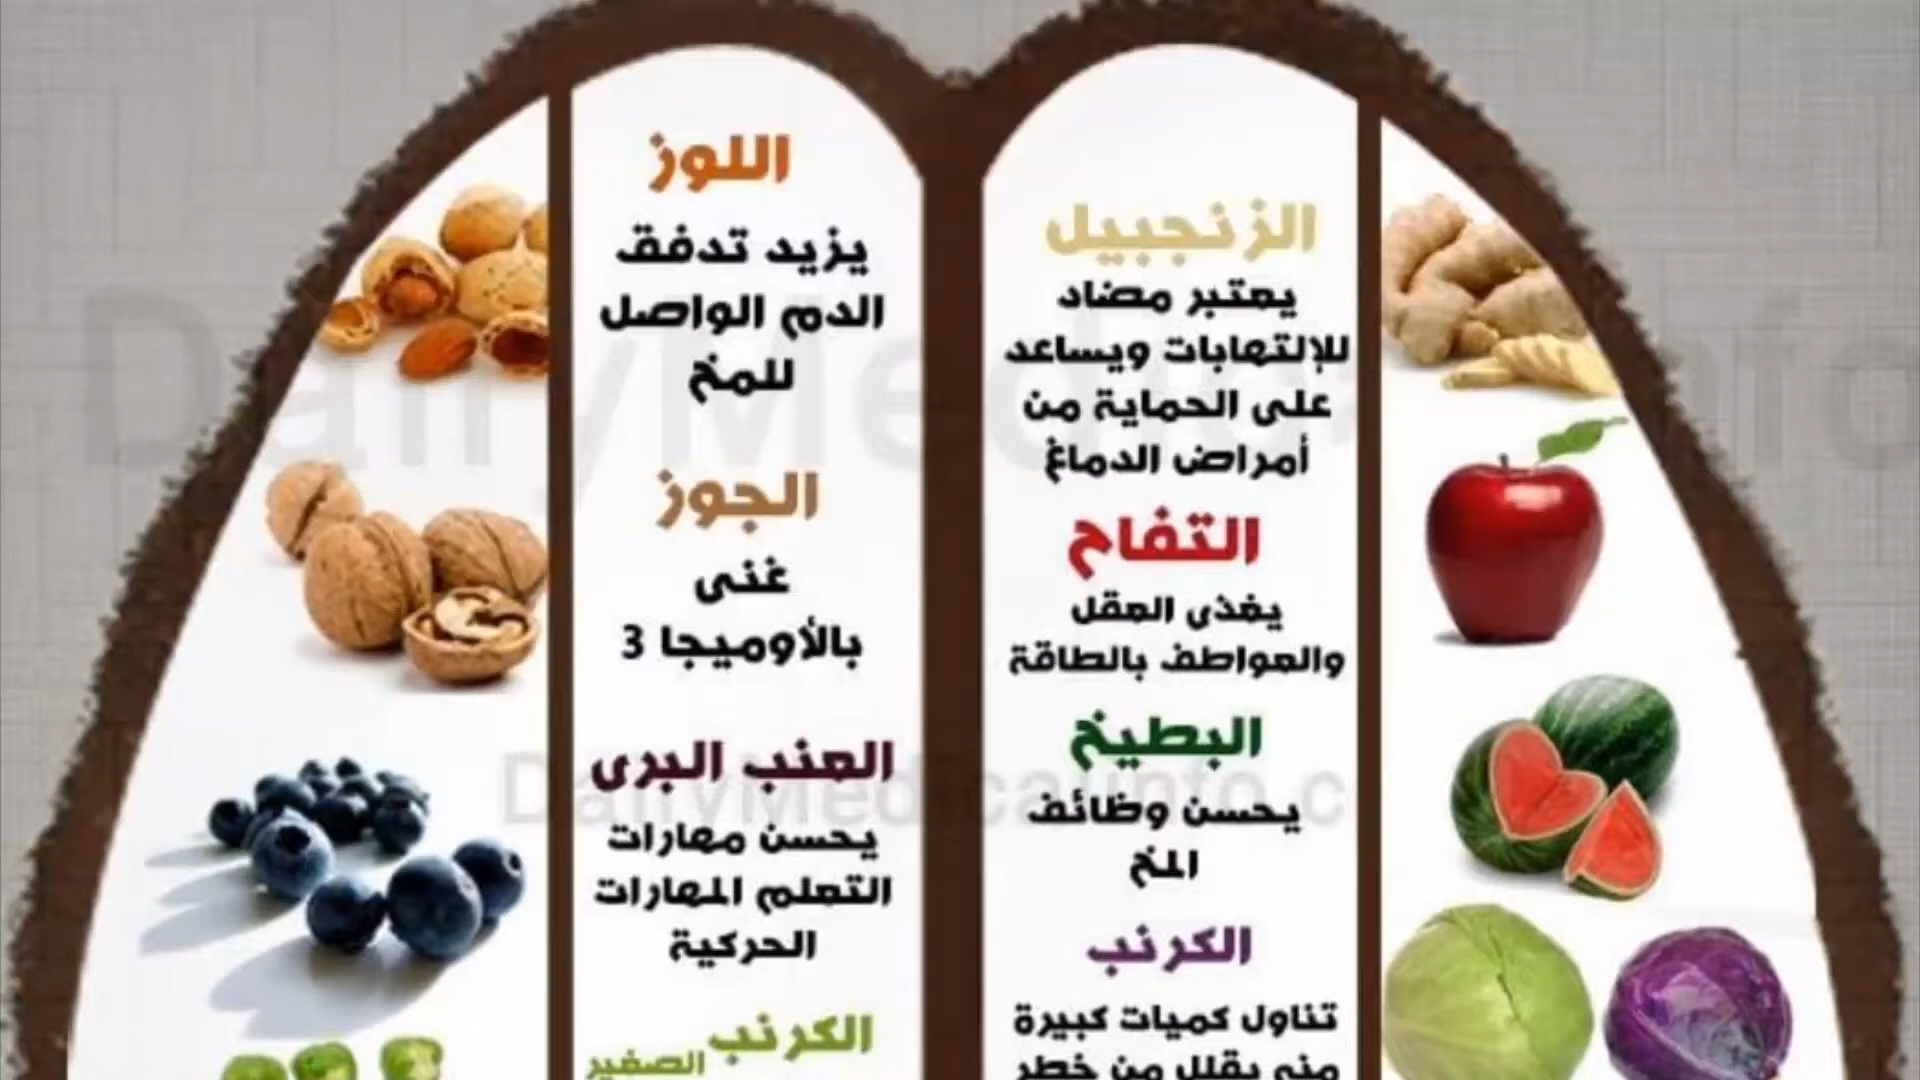 الزنجبيل
يعتبر مضاد
للإلتهابات ويساعد
على الحماية من
أمراض الدماغ
التفاح
يغذى العقل
والعواطف بالطاقة
البطيخ
يحسن وظائف
المخ
الكرنب
تناول كميات كبيرة
منه يقلل من خطر
اللوز
يزيد تدفق
الدم الواصل
للمخ
الجوز
غنى
بالأوميجا 3
العنب البرى
يحسن مهارات
التعلم المهارات
الحركية
الكرنب الصغير
DailyMedicalinfo
DailyMedicalinfo.c